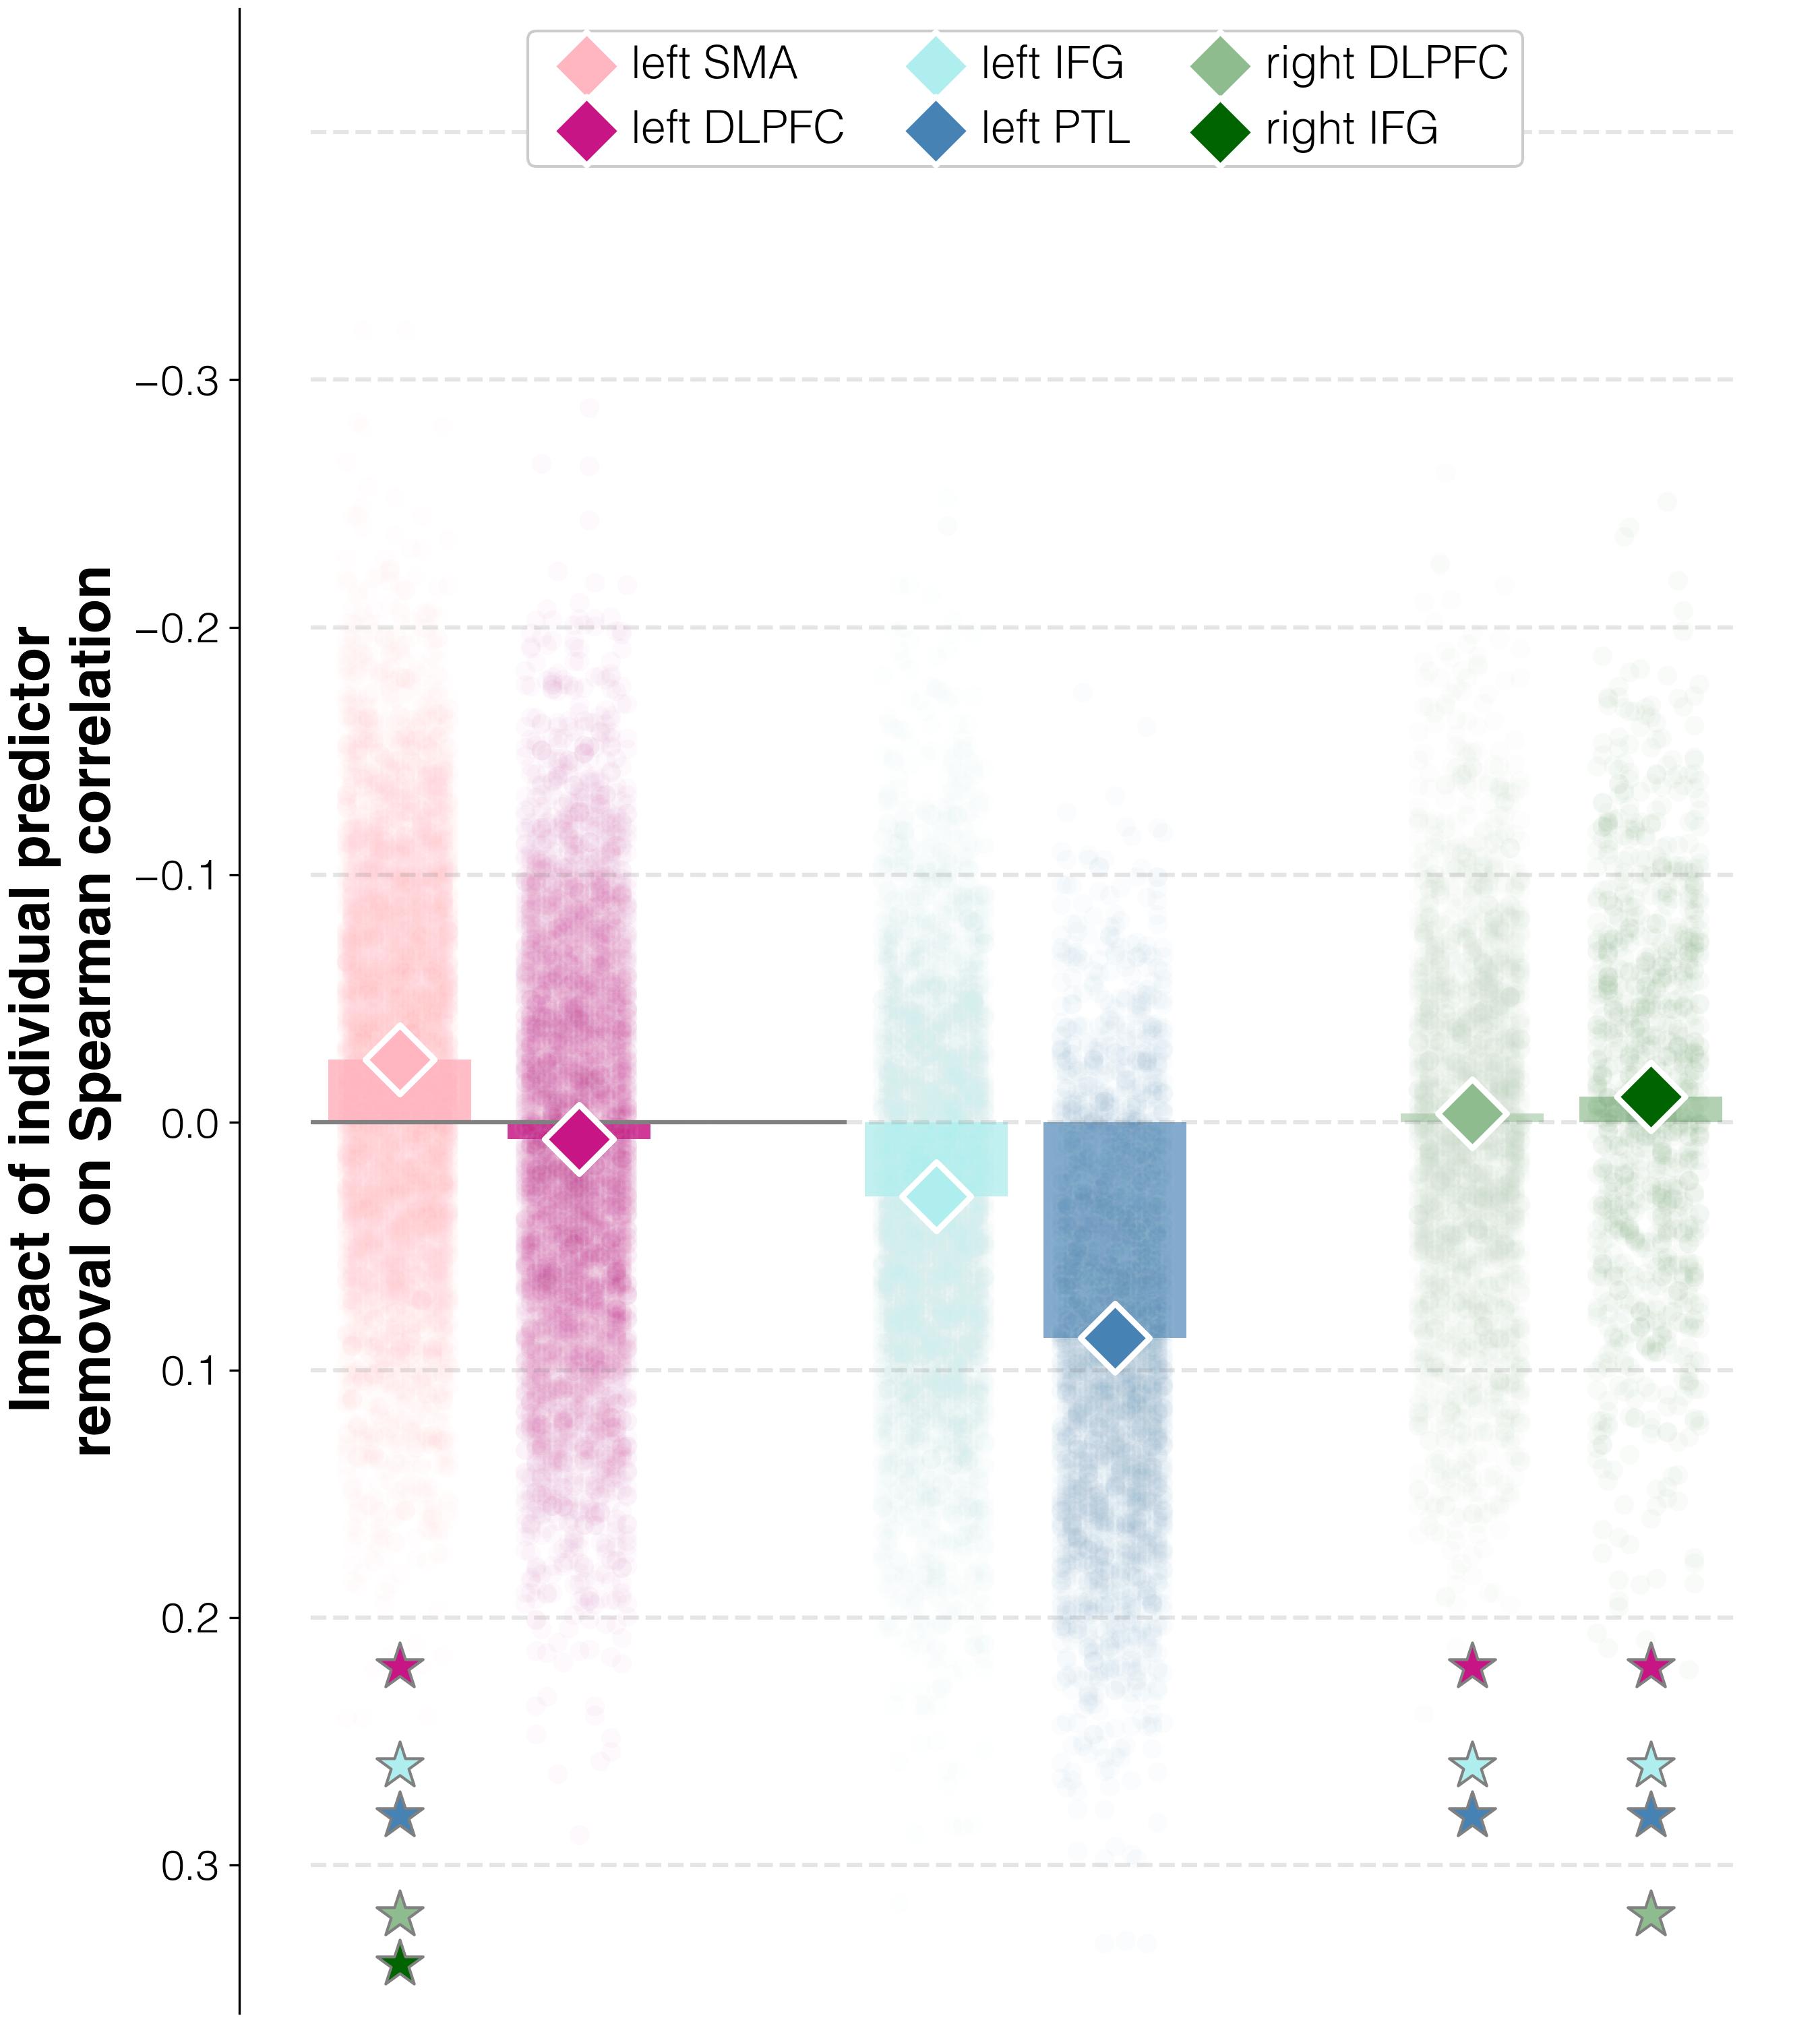 left SMA
left IFG
right DLPFC
left DLPFC
left PTL
right IFG
Impact of individual predictor
removal on Spearman correlation
−0.3
−0.2
−0.1
0.0
0.1
0.2
0.3